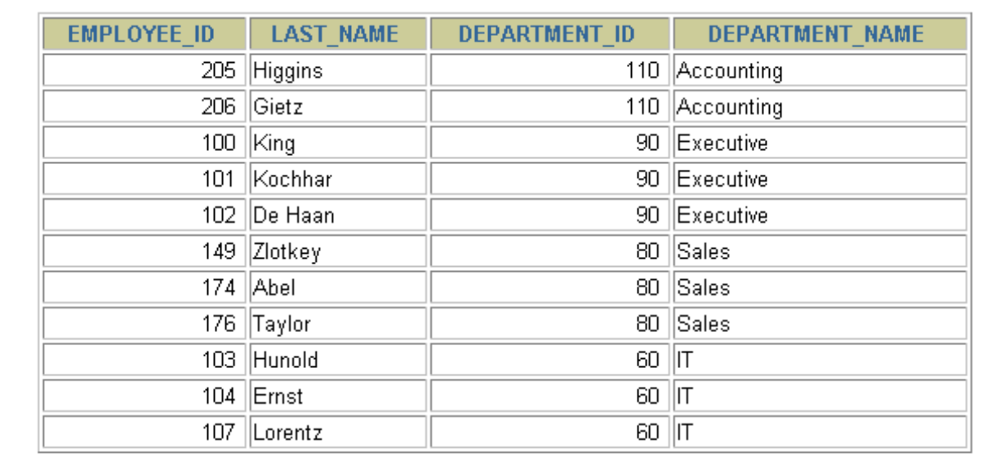 EMPLOYEE_ID LAST_NAME DEPARTMENT_ID DEPARTMENT_NAME
205 Higgins 110 Accounting
206 Gietz 110 Accounting
100 King 90 Executive
101 Kochhar 90 Executive
102 De Haan 90 Executive
149 Zlotkey 80 Sales
174 Abel 80 Sales
176 Taylor 80 Sales
103 Hunold 60 IT
104 Ernst 60 IT
107 Lorentz 60 IT